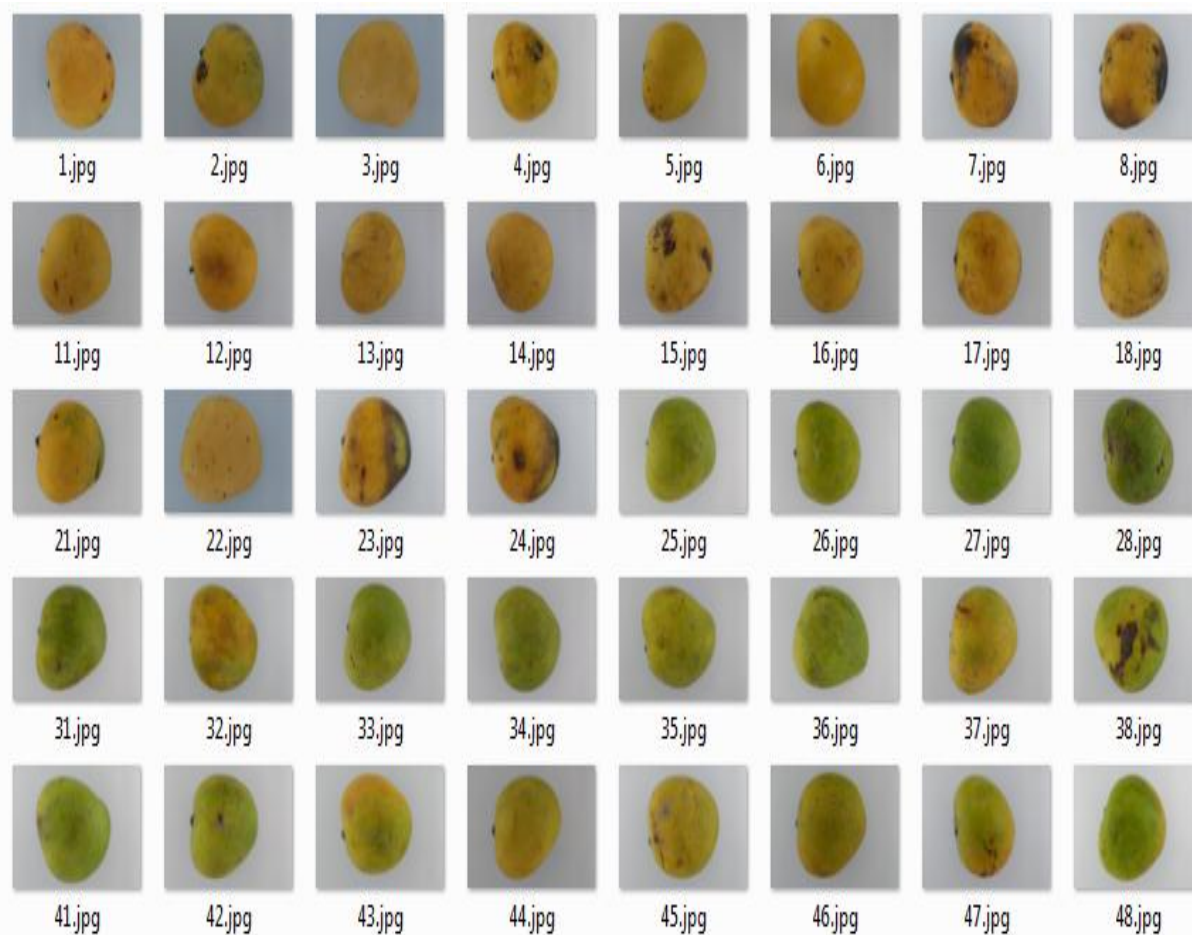 1.jpg 2.jpg 3.jpg 4.jpg 5.jpg 6.jpg 7.jpg 8.jpg
11.jpg 12.jpg 13.jpg 14.jpg 15.jpg 16.jpg 17.jpg 18.jpg
21.jpg 22.jpg 23.jpg 24.jpg 25.jpg 26.jpg 27.jpg 28.jpg
31.jpg 32.jpg 33.jpg 34.jpg 35.jpg 36.jpg 37.jpg 38.jpg
41.jpg 42.jpg 43.jpg 44.jpg 45.jpg 46.jpg 47.jpg 48.jpg